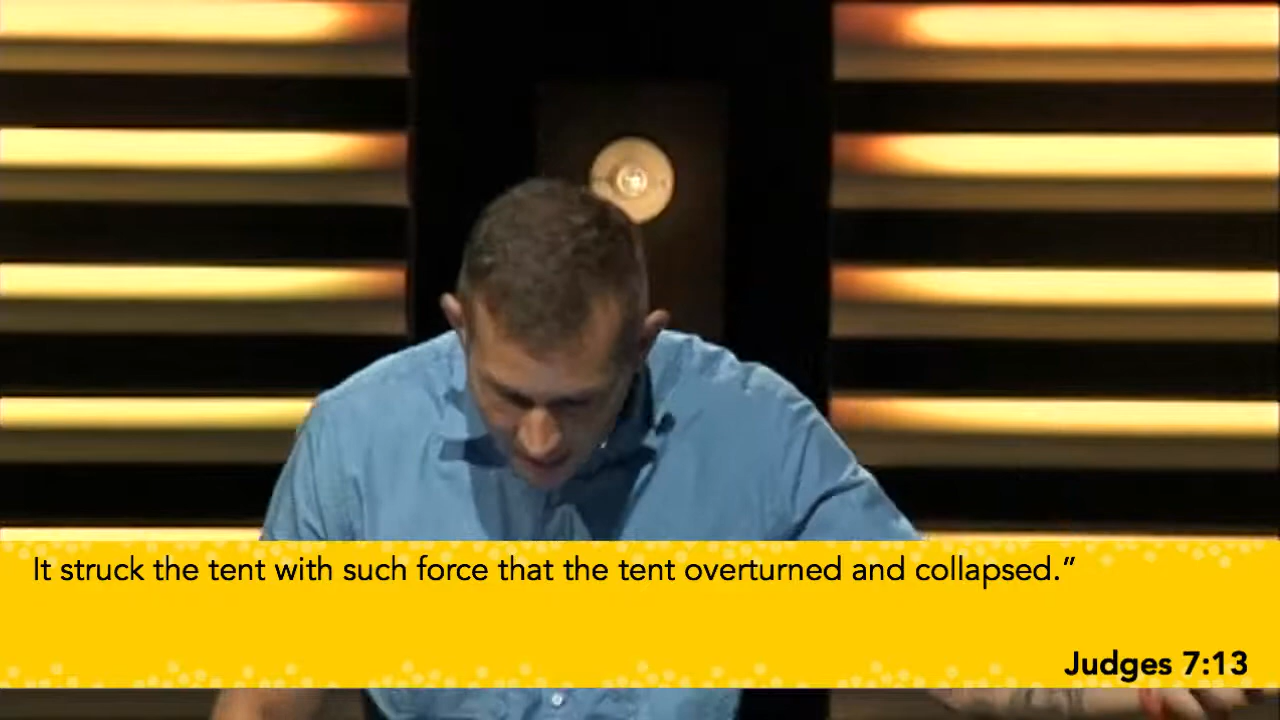 It struck the tent with such force that the tent overturned and collapsed.”
Judges 7:13